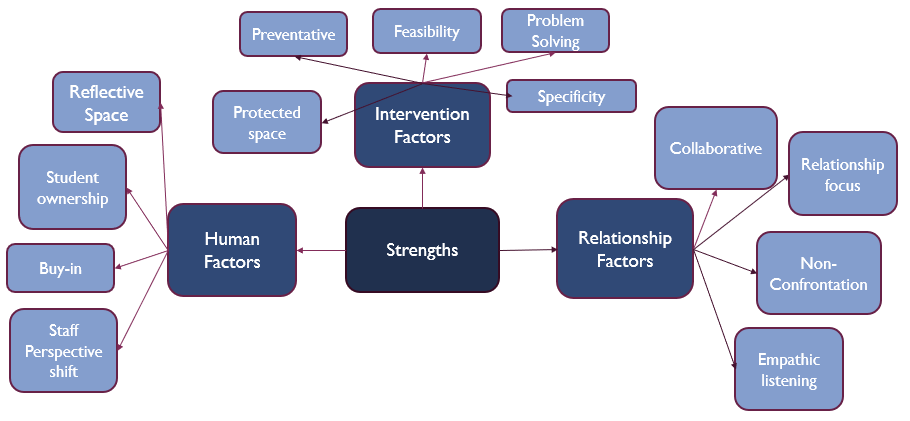 Preventative
Feasibility
Problem
Solving
Reflective
Space
Protected
space
Intervention
Factors
Specificity
Collaborative
Relationship
focus
Student
ownership
Human
Factors
Strengths
Relationship
Factors
Buy-in
Non-
Confrontation
Staff
Perspective
shift
Empathic
listening